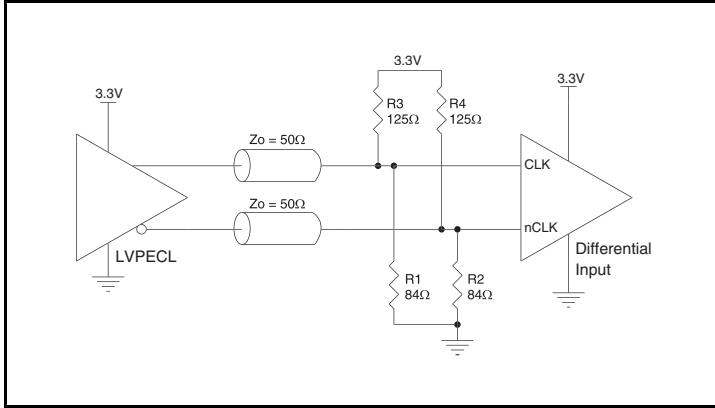 3.3V
3.3V
3.3V
R3
125Ω
R4
125Ω
Zo = 50Ω
CLK
Zo = 50Ω
nCLK
LVPECL
Differential
Input
R1
84Ω
R2
84Ω